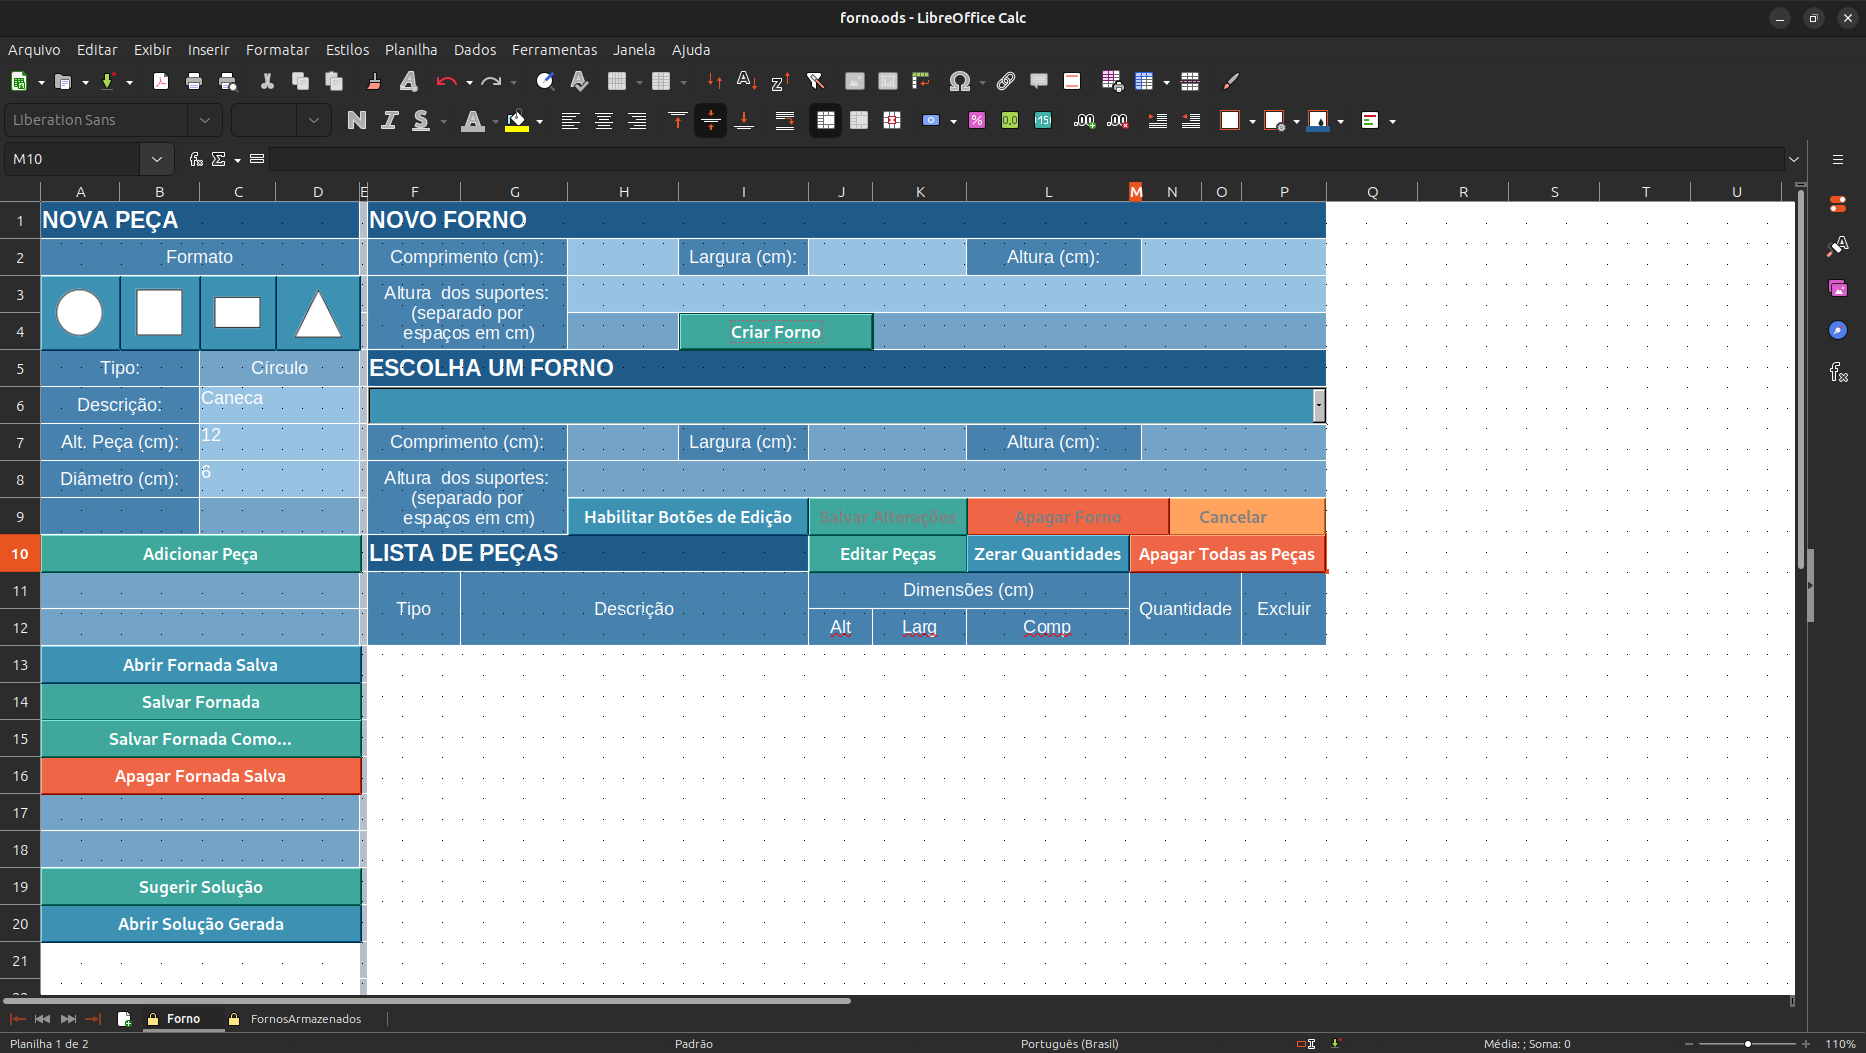 forno.ods - LibreOffice Calc
Arquivo Editar Exibir Inserir Formatar Estilos Planilha Dados Ferramentas Janela Ajuda
Liberation Sans
M10
A B C D E F G H I J K L M N O P Q R S T U
1 NOVA PEÇA NOVO FORNO
2 Formato Comprimento (cm): Largura (cm): Altura (cm):
3 Altura dos suportes:
(separado por
4 espaços em cm) Criar Forno
5 Tipo: Círculo ESCOLHA UM FORNO
6 Descrição: Caneca
7 Alt. Peça (cm): 12 Comprimento (cm): Largura (cm): Altura (cm):
8 Diâmetro (cm): 6 Altura dos suportes:
(separado por
9 espaços em cm) Habilitar Botões de Edição Salvar Alterações Apagar Forno Cancelar
10 Adicionar Peça LISTA DE PEÇAS Editar Peças Zerar Quantidades Apagar Todas as Peças
11 Dimensões (cm)
Tipo Descrição Quantidade Excluir
12 Alt Larg Comp
13 Abrir Fornada Salva
14 Salvar Fornada
15 Salvar Fornada Como...
16 Apagar Fornada Salva
17
18
19 Sugerir Solução
20 Abrir Solução Gerada
21
Forno FornosArmazenados
Planilha 1 de 2 Padrão Português (Brasil) Média: ; Soma: 0 110%